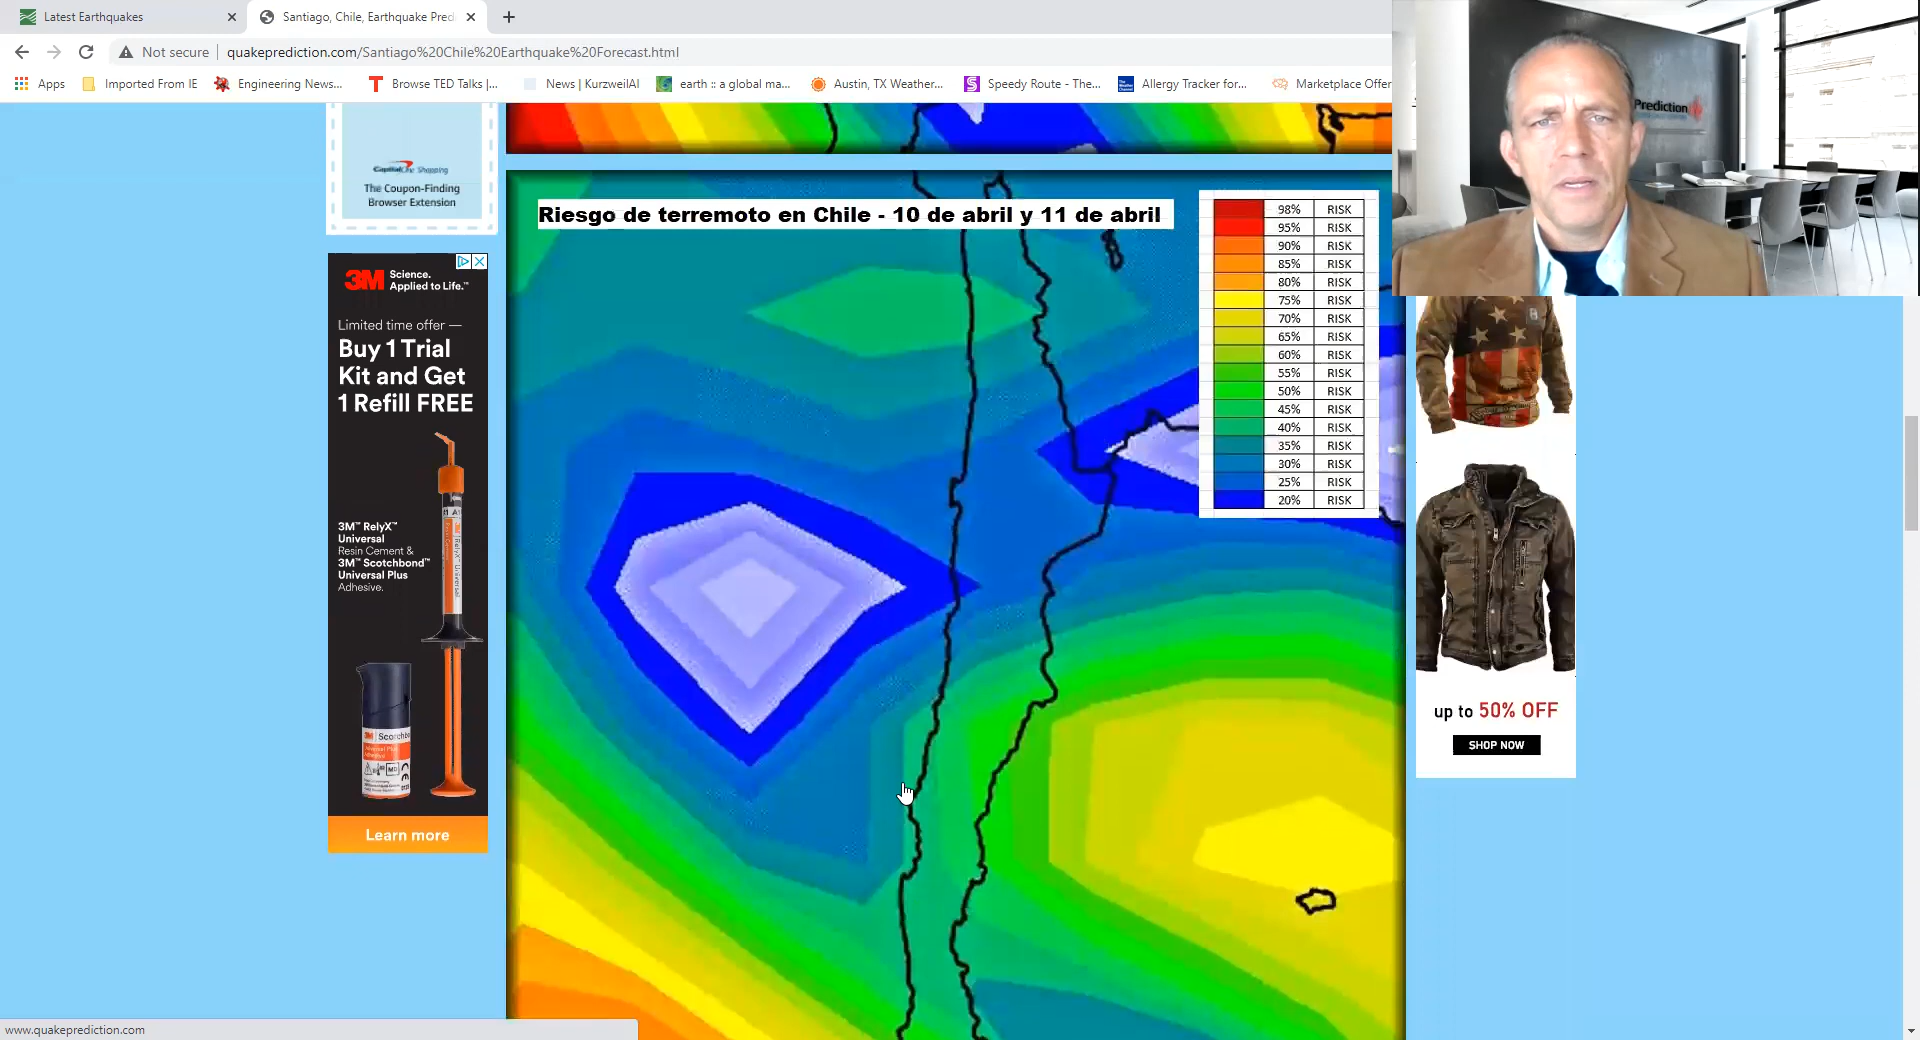 Latest Earthquakes
Santiago, Chile, Earthquake Pred
Not secure
quakeprediction.com/Santiago%20Chile%20Earthquake%20Forecast.html
Apps
Imported From IE
Engineering News...
Browse TED Talks |...
News | KurzweilAI
earth :: a global ma...
Austin, TX Weather...
Speedy Route - The...
Allergy Tracker for...
Marketplace Offer
Prediction
Capital One Shopping
The Coupon-Finding
Browser Extension
3M Science.
Applied to Life.™
Limited time offer —
Buy 1 Trial
Kit and Get
1 Refill FREE
3M™ RelyX™
Universal
Resin Cement &
3M™ Scotchbond™
Universal Plus
Adhesive.
Learn more
Riesgo de terremoto en Chile - 10 de abril y 11 de abril
98% RISK
95% RISK
90% RISK
85% RISK
80% RISK
75% RISK
70% RISK
65% RISK
60% RISK
55% RISK
50% RISK
45% RISK
40% RISK
35% RISK
30% RISK
25% RISK
20% RISK
up to 50% OFF
SHOP NOW
www.quakeprediction.com